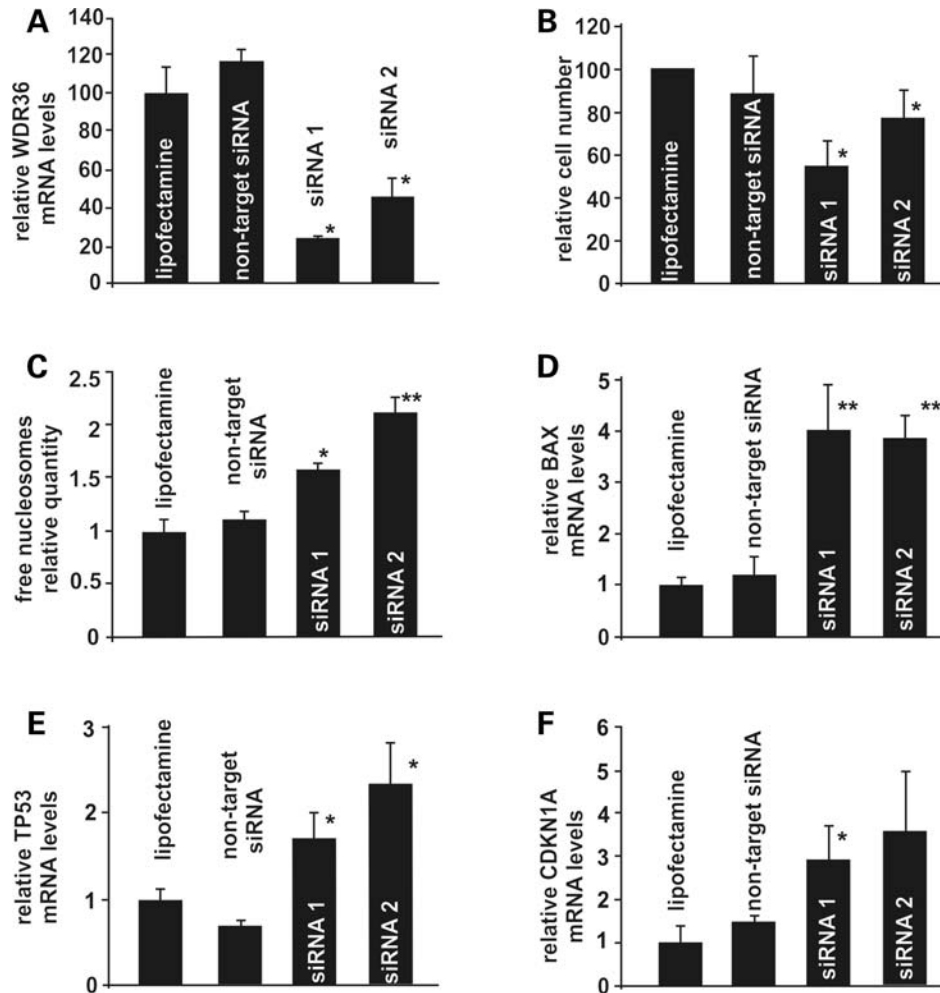 A
relative WDR36
mRNA levels
140
120
100
80
60
40
20
0
lipofectamine
non-target siRNA
siRNA 1
*
siRNA 2
*
B
relative cell number
120
100
80
60
40
20
0
lipofectamine
non-target siRNA
siRNA 1
*
siRNA 2
*
C
free nucleosomes
relative quantity
2.5
2
1.5
1
0.5
0
lipofectamine
non-target
siRNA
siRNA 1
*
siRNA 2
**
D
relative BAX
mRNA levels
5
4
3
2
1
0
lipofectamine
non-target siRNA
siRNA 1
**
siRNA 2
**
E
relative TP53
mRNA levels
3
2
1
0
lipofectamine
non-target
siRNA
siRNA 1
*
siRNA 2
*
F
relative CDKN1A
mRNA levels
6
5
4
3
2
1
0
lipofectamine
non-target siRNA
siRNA 1
*
siRNA 2